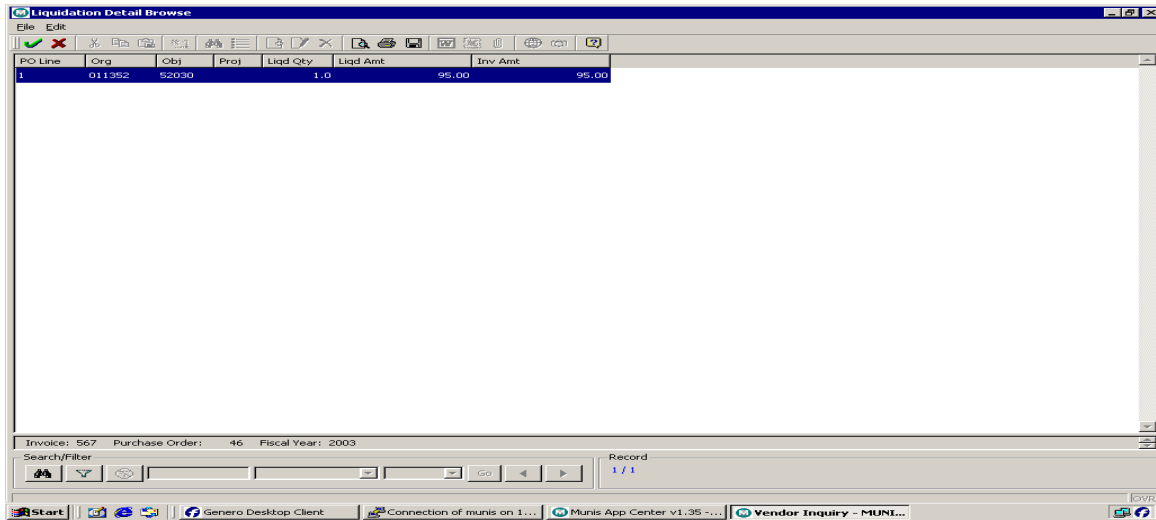 Liquidation Detail Browse
File Edit
PO Line Org Obj Proj Liqd Qty Liqd Amt Inv Amt
1 011352 52030 1.0 95.00 95.00
Invoice: 567 Purchase Order: 46 Fiscal Year: 2003
Search/Filter Record
Go 1 / 1
OVR
Start Genero Desktop Client Connection of munis on 1... Munis App Center v1.35 -... Vendor Inquiry - MUNI...